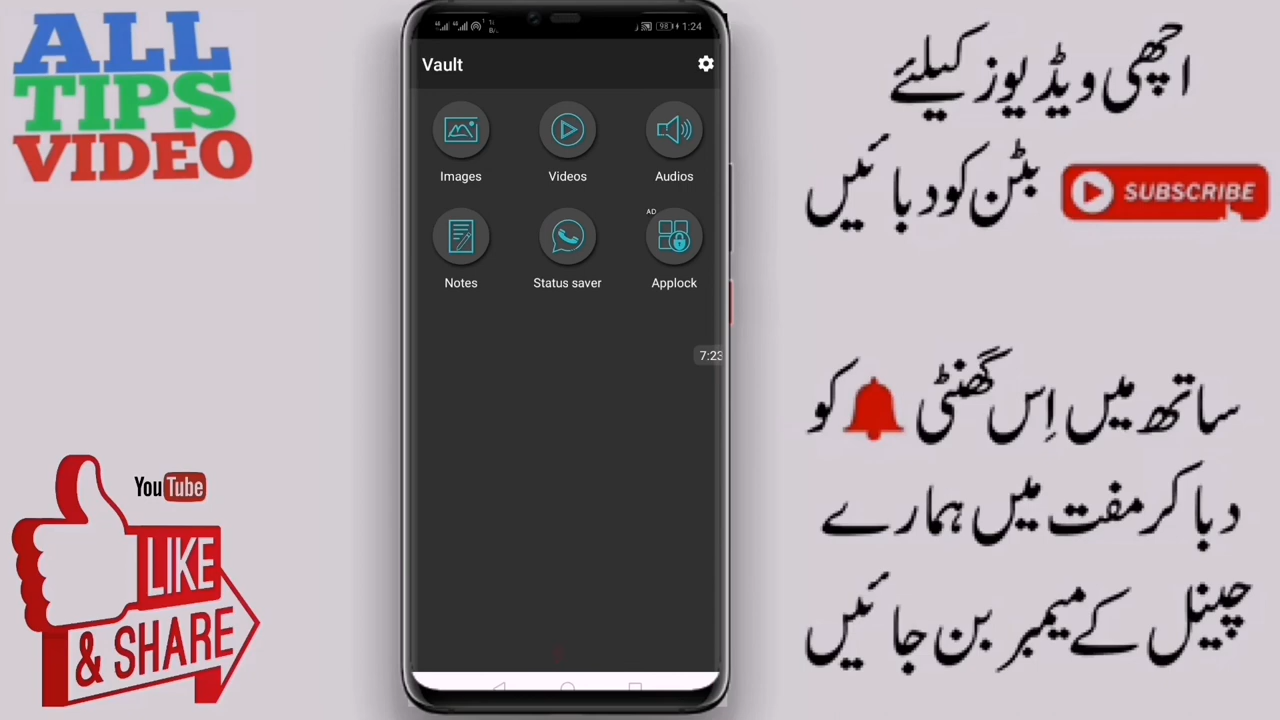 ALL
TIPS
VIDEO
1:24
98
Vault
Images
Videos
Audios
AD
Notes
Status saver
Applock
7:23
YouTube
LIKE
& SHARE
اچھی ویڈیوز کیلئے
بٹن کو دبائیں
SUBSCRIBE
ساتھ میں اِس گھنٹی کو
دبا کر مفت میں ہمارے
چینل کے میمبر بن جائیں